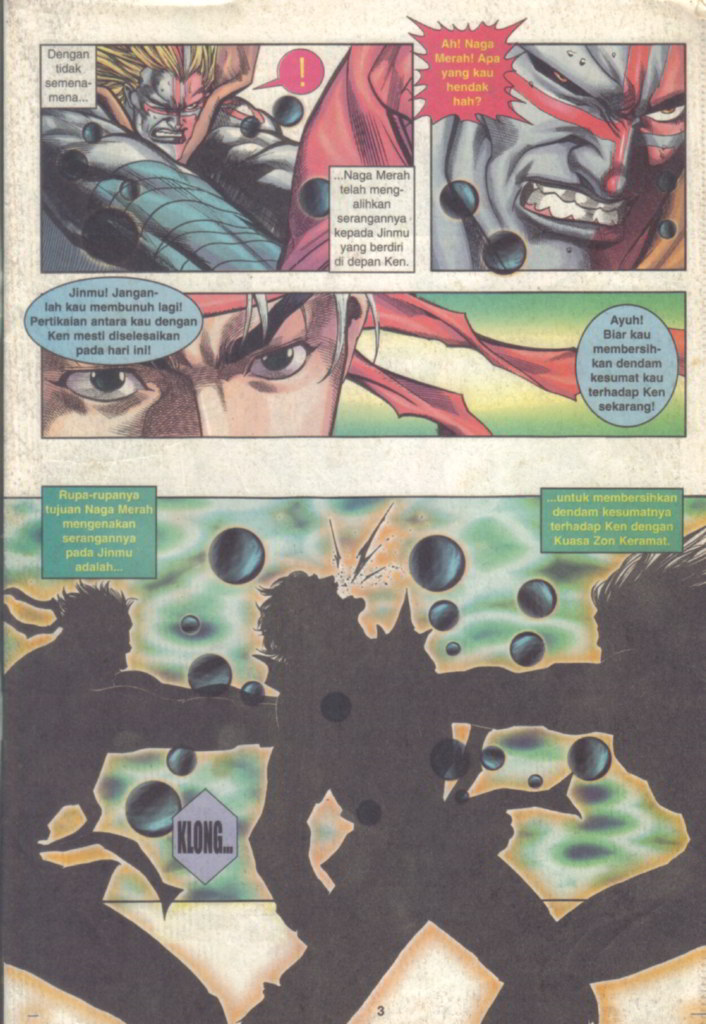 Dengan
tidak
semena-
mena...
!
...Naga Merah
telah meng-
alihkan
serangannya
kepada Jinmu
yang berdiri
di depan Ken.
Ah! Naga
Merah! Apa
yang kau
hendak
hah?
Jinmu! Jangan-
lah kau membunuh lagi!
Pertikaian antara kau dengan
Ken mesti diselesaikan
pada hari ini!
Ayuh!
Biar kau
membersih-
kan dendam
kesumat kau
terhadap Ken
sekarang!
Rupa-rupanya
tujuan Naga Merah
mengenakan
serangannya
pada Jinmu
adalah...
...untuk membersihkan
dendam kesumatnya
terhadap Ken dengan
Kuasa Zon Keramat.
KLONG...
3